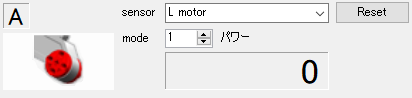 A sensor L motor Reset
mode 1 パワー
0